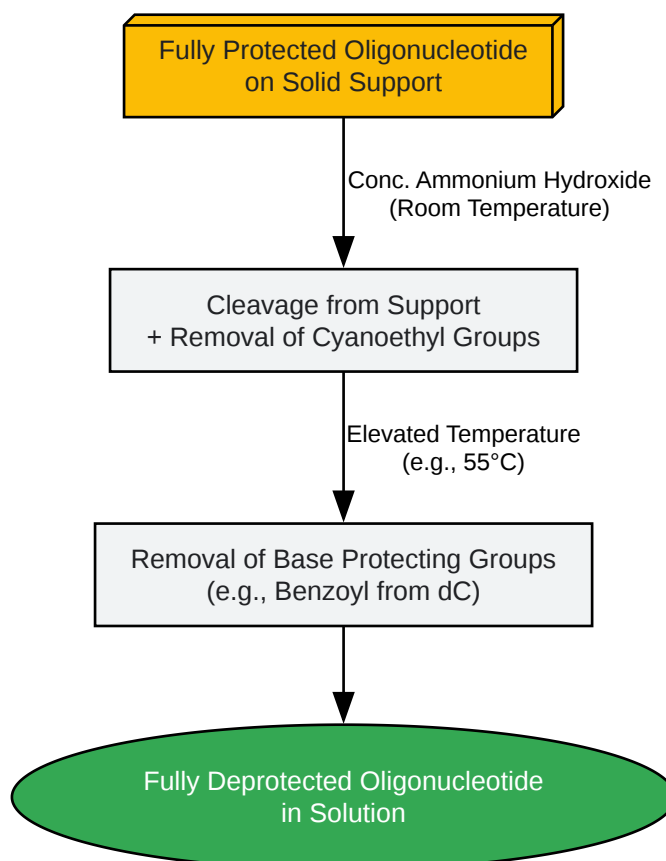 Fully Protected Oligonucleotide
on Solid Support
Conc. Ammonium Hydroxide
(Room Temperature)
Cleavage from Support
+ Removal of Cyanoethyl Groups
Elevated Temperature
(e.g., 55°C)
Removal of Base Protecting Groups
(e.g., Benzoyl from dC)
Fully Deprotected Oligonucleotide
in Solution